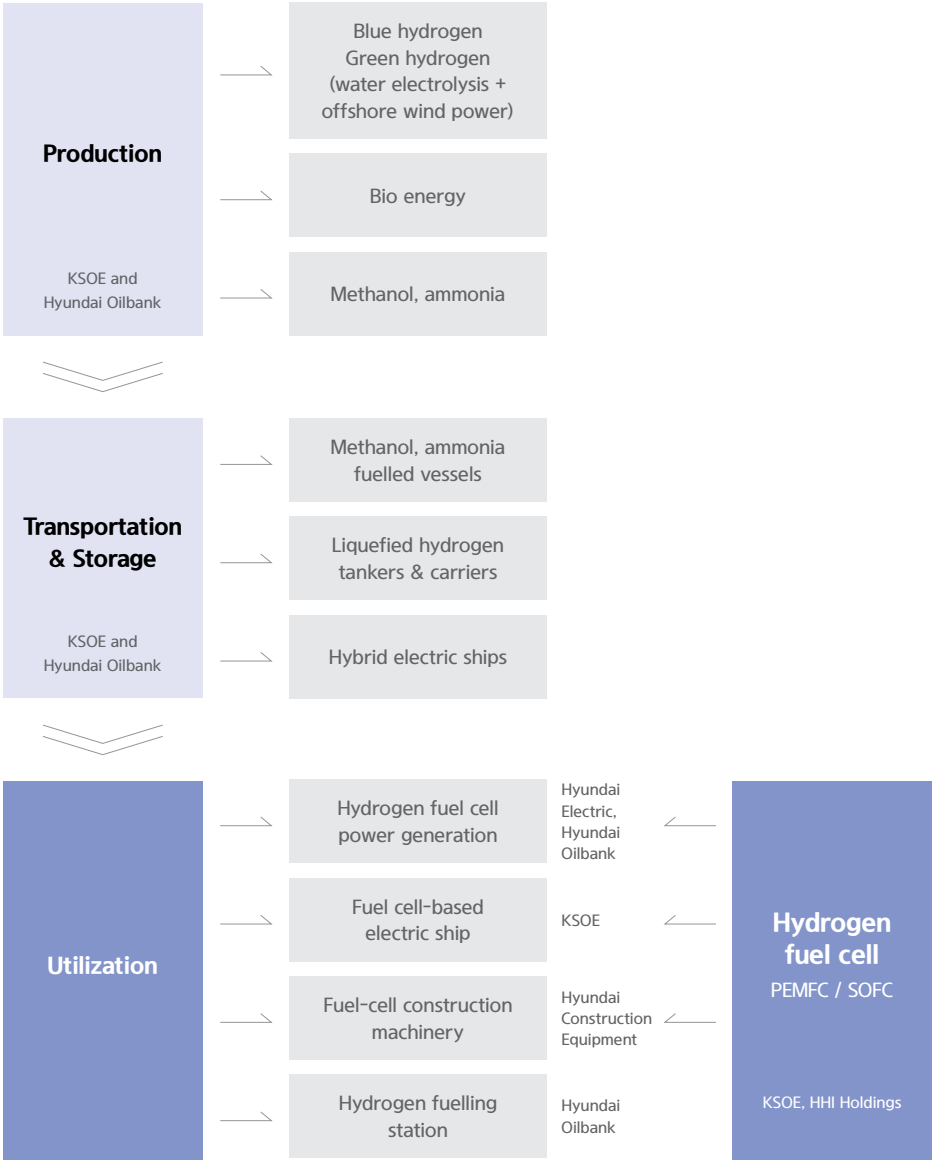 Production
KSOE and
Hyundai Oilbank
Blue hydrogen
Green hydrogen
(water electrolysis +
offshore wind power)
Bio energy
Methanol, ammonia
Transportation
& Storage
KSOE and
Hyundai Oilbank
Methanol, ammonia
fuelled vessels
Liquefied hydrogen
tankers & carriers
Hybrid electric ships
Utilization
Hydrogen fuel cell
power generation
Hyundai
Electric,
Hyundai
Oilbank
Fuel cell-based
electric ship
KSOE
Fuel-cell construction
machinery
Hyundai
Construction
Equipment
Hydrogen fuelling
station
Hyundai
Oilbank
Hydrogen
fuel cell
PEMFC / SOFC
KSOE, HHI Holdings